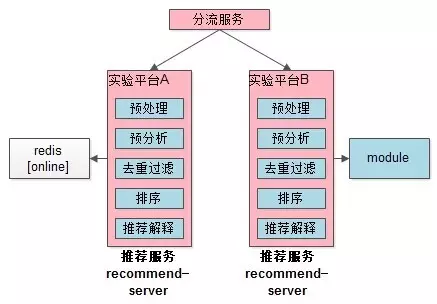 分流服务
实验平台A
预处理
预分析
去重过滤
排序
推荐解释
推荐服务
recommend-
server
实验平台B
预处理
预分析
去重过滤
排序
推荐解释
推荐服务
recommend-
server
redis
[online]
module